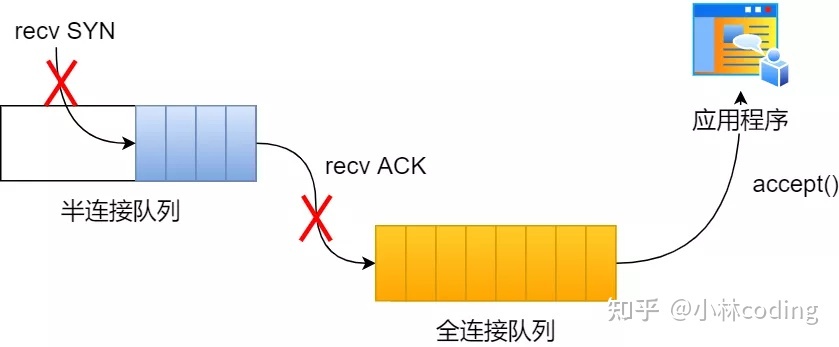 recv SYN
应用程序
recv ACK
accept()
半连接队列
全连接队列
知乎 @小林coding